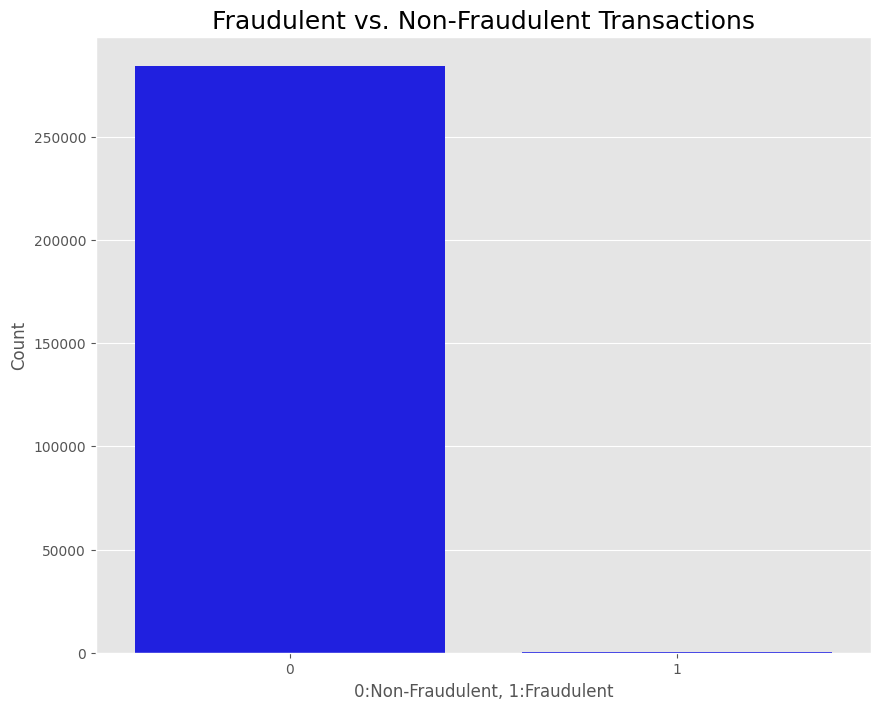 Fraudulent vs. Non-Fraudulent Transactions
250000
200000
150000
100000
50000
0
Count
0
1
0:Non-Fraudulent, 1:Fraudulent